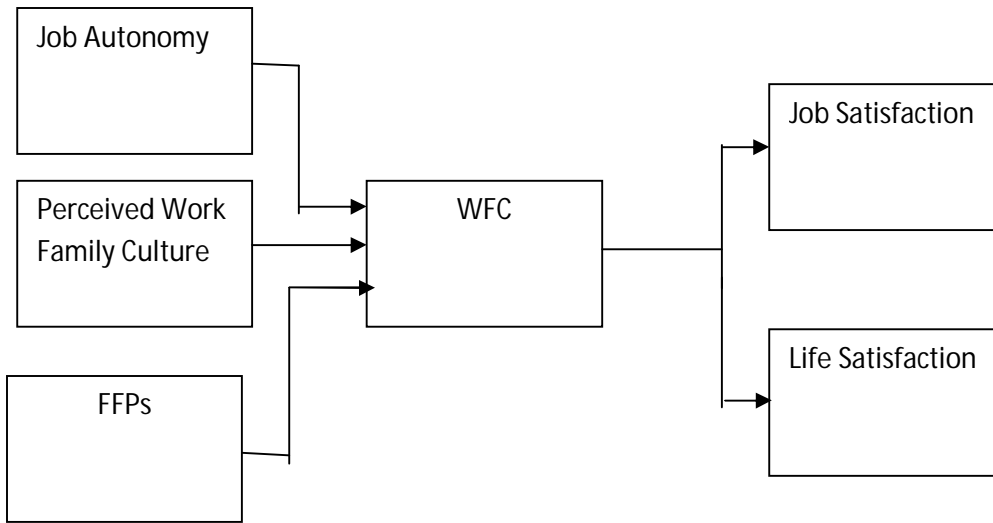 Job Autonomy
Perceived Work
Family Culture
FFPs
WFC
Job Satisfaction
Life Satisfaction